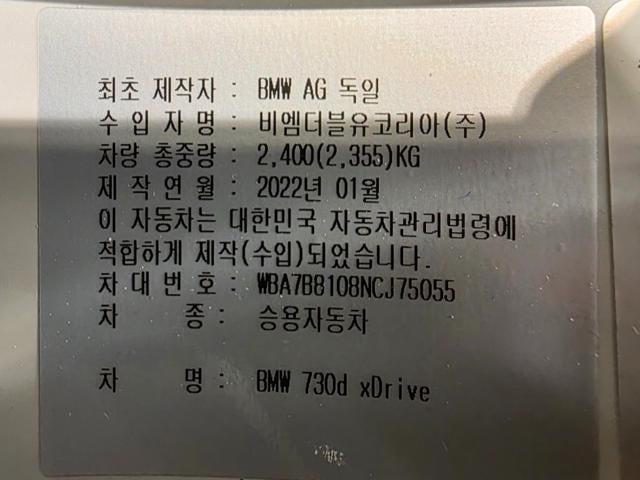 최초 제작자 : BMW AG 독일
수 입 자 명 : 비엠더블유코리아(주)
차량 총중량 : 2,400(2,355)KG
제 작 연 월 : 2022년 01월
이 자동차는 대한민국 자동차관리법령에
적합하게 제작(수입)되었습니다.
차 대 번 호 : WBA7B8108NCJ75055
차 종 : 승용자동차
차 명 : BMW 730d xDrive